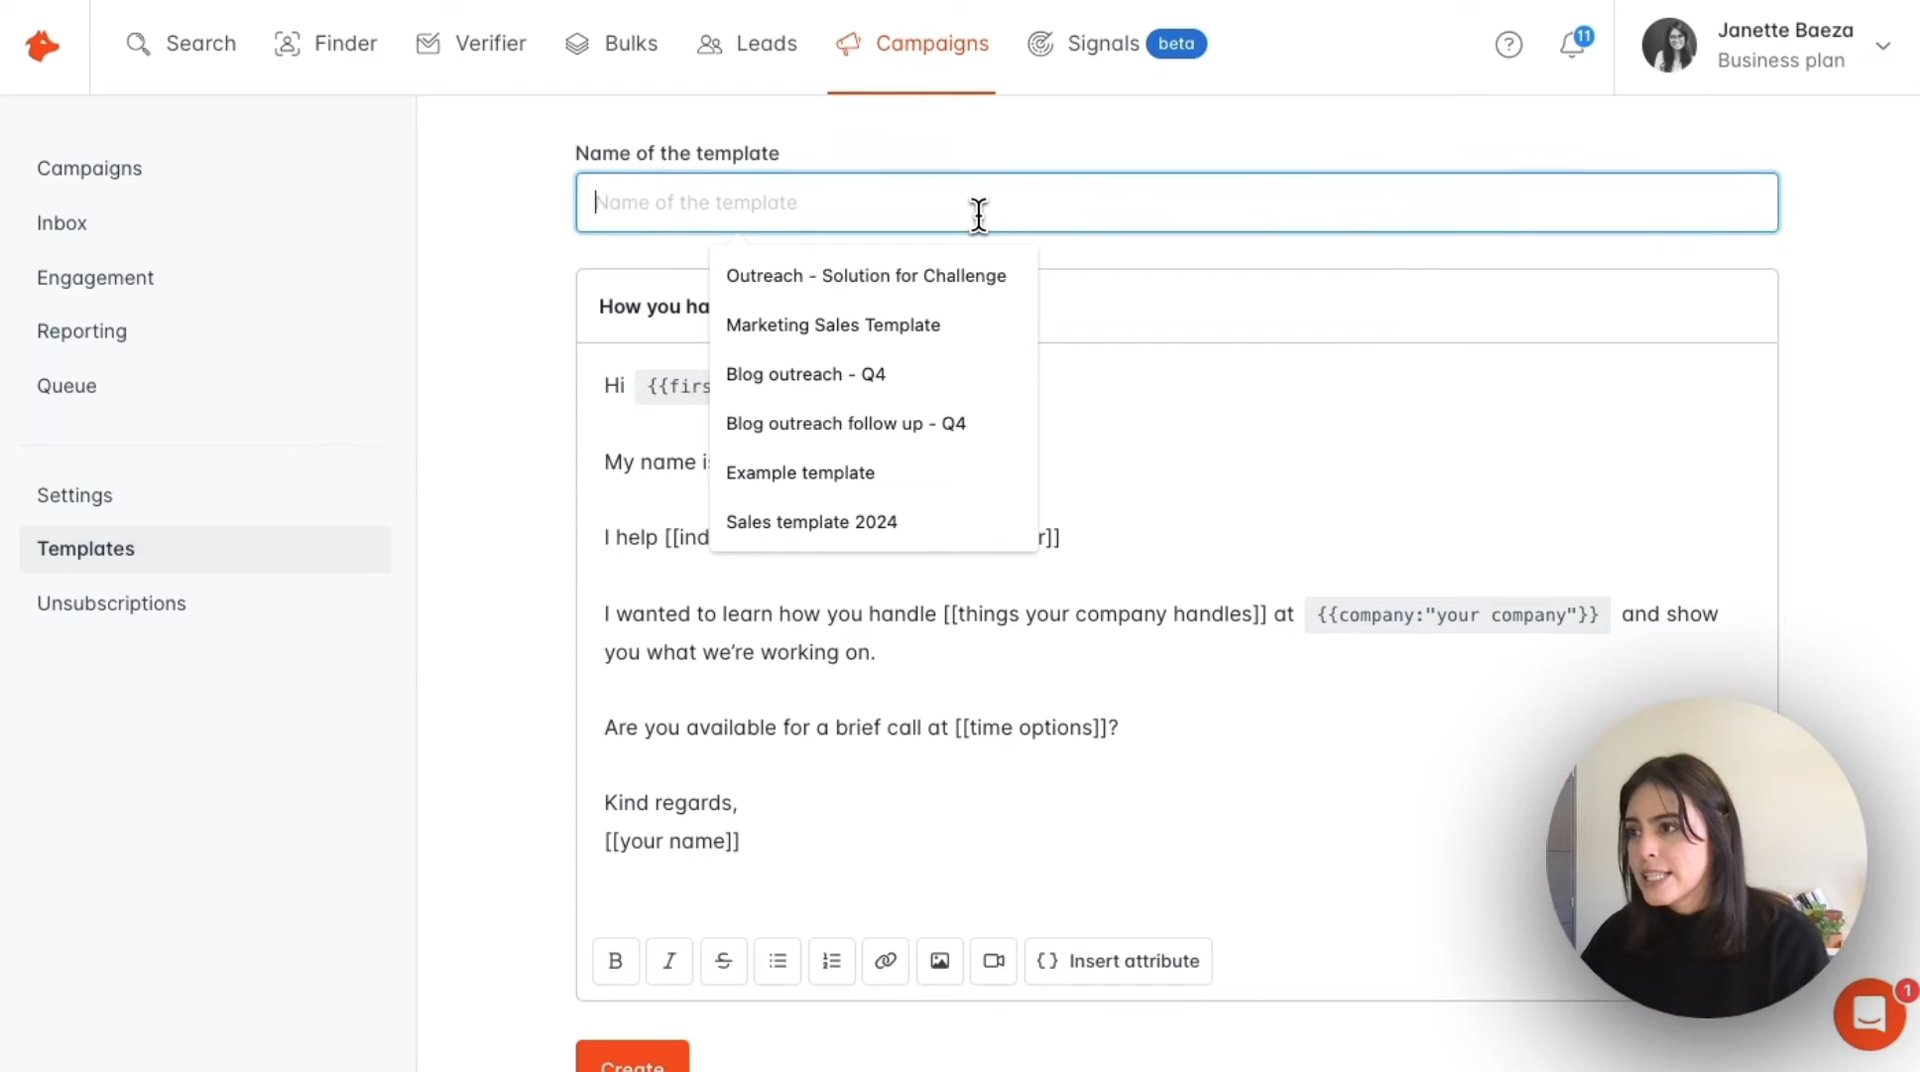 Search
Finder
Verifier
Bulks
Leads
Campaigns
Signals beta
11
Janette Baeza
Business plan
Campaigns
Inbox
Engagement
Reporting
Queue
Settings
Templates
Unsubscriptions
Name of the template
Name of the template
Outreach - Solution for Challenge
Marketing Sales Template
Blog outreach - Q4
Blog outreach follow up - Q4
Example template
Sales template 2024
How you ha
Hi {{firs
My name is
I help [[ind r]]
I wanted to learn how you handle [[things your company handles]] at {{company:"your company"}} and show
you what we’re working on.
Are you available for a brief call at [[time options]]?
Kind regards,
[[your name]]
B I S {} Insert attribute
Create
1